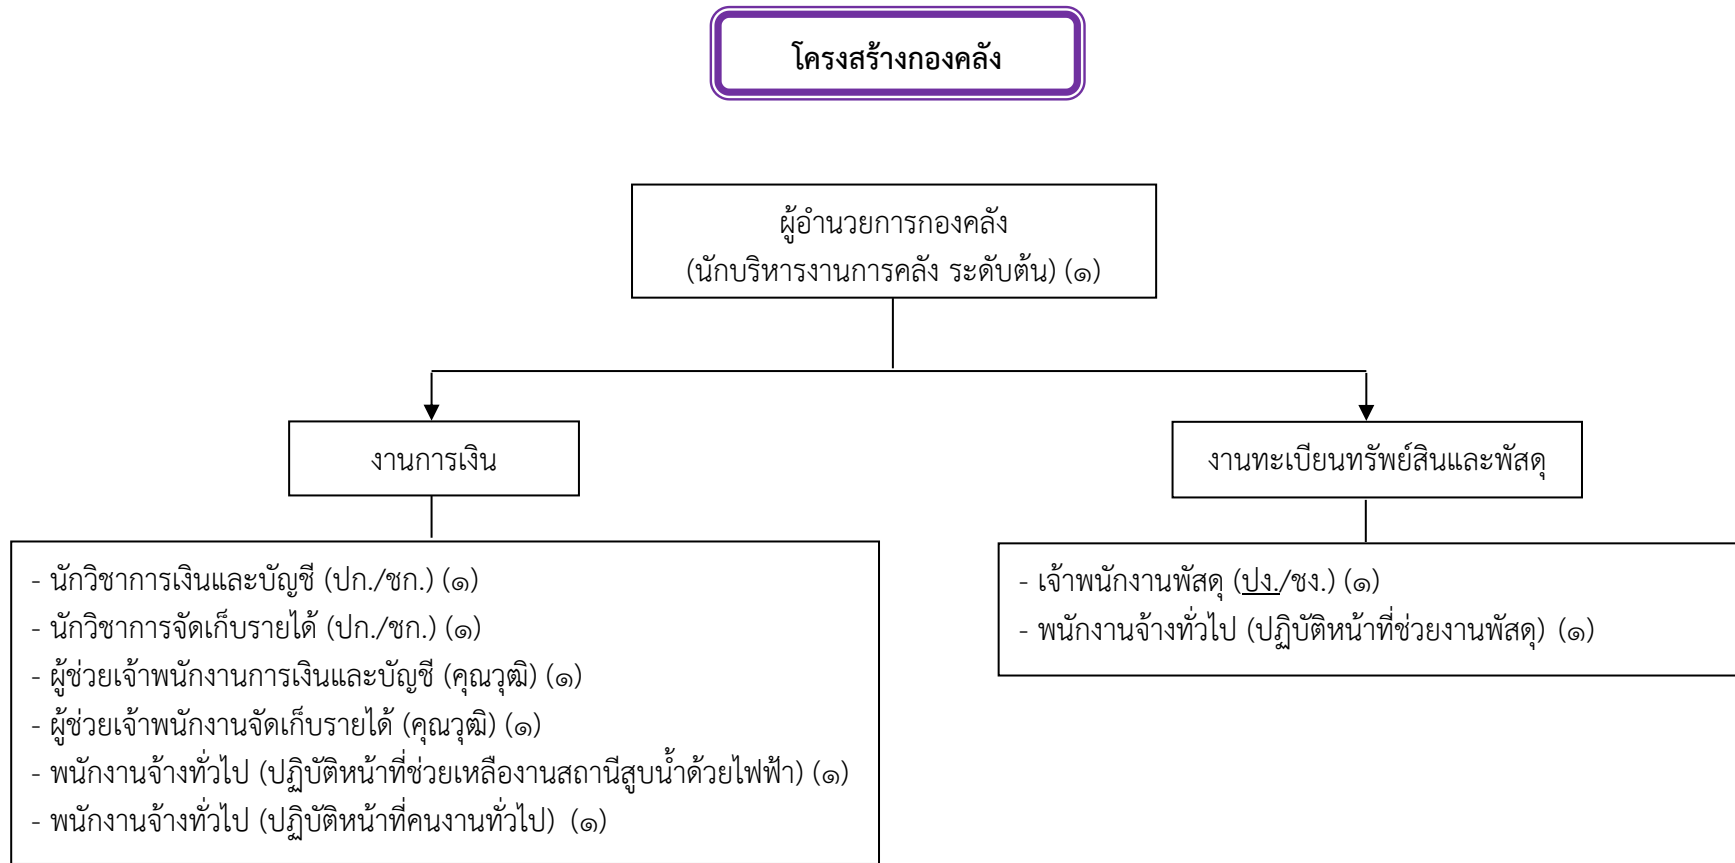 โครงสร้างกองคลัง
ผู้อำนวยการกองคลัง
(นักบริหารงานการคลัง ระดับต้น) (๑)
งานการเงิน
งานทะเบียนทรัพย์สินและพัสดุ
- นักวิชาการเงินและบัญชี (ปก./ชก.) (๑)
- นักวิชาการจัดเก็บรายได้ (ปก./ชก.) (๑)
- ผู้ช่วยเจ้าพนักงานการเงินและบัญชี (คุณวุฒิ) (๑)
- ผู้ช่วยเจ้าพนักงานจัดเก็บรายได้ (คุณวุฒิ) (๑)
- พนักงานจ้างทั่วไป (ปฏิบัติหน้าที่ช่วยเหลืองานสถานีสูบน้ำด้วยไฟฟ้า) (๑)
- พนักงานจ้างทั่วไป (ปฏิบัติหน้าที่คนงานทั่วไป) (๑)
- เจ้าพนักงานพัสดุ (ปง./ชง.) (๑)
- พนักงานจ้างทั่วไป (ปฏิบัติหน้าที่ช่วยงานพัสดุ) (๑)